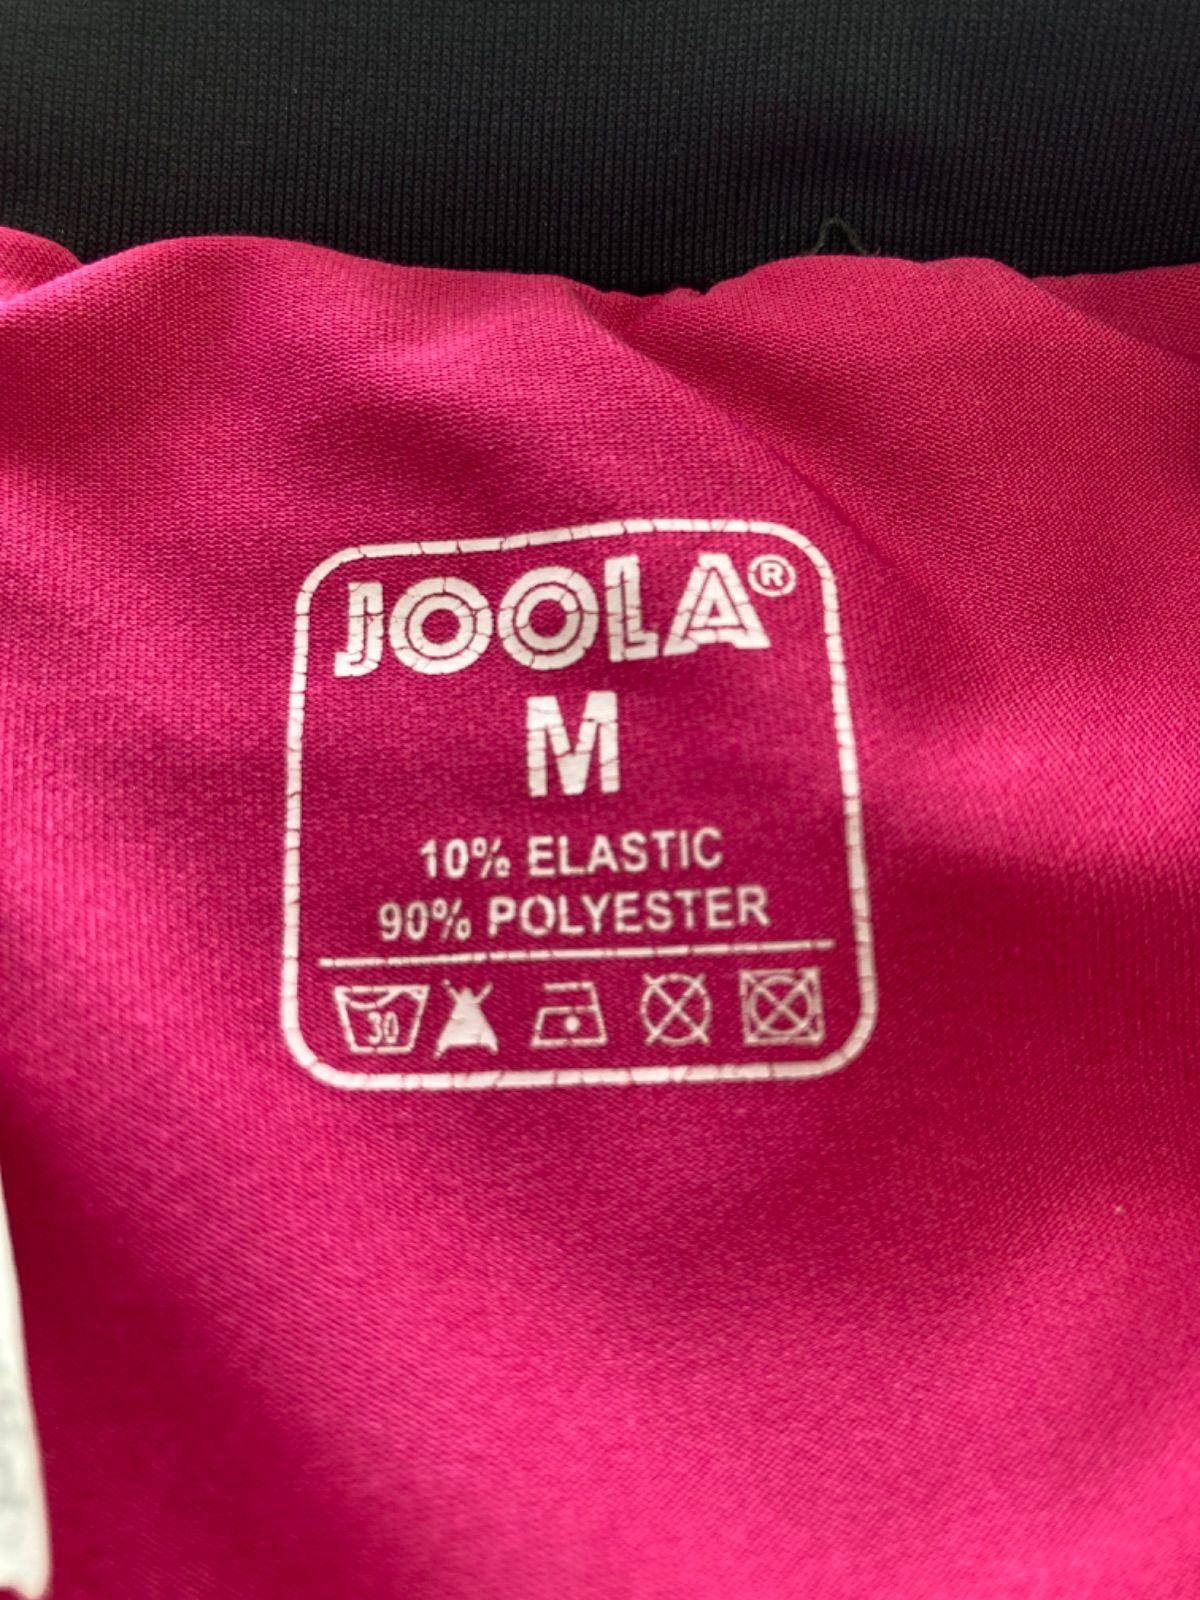 JOOLA®
M
10% ELASTIC
90% POLYESTER
30